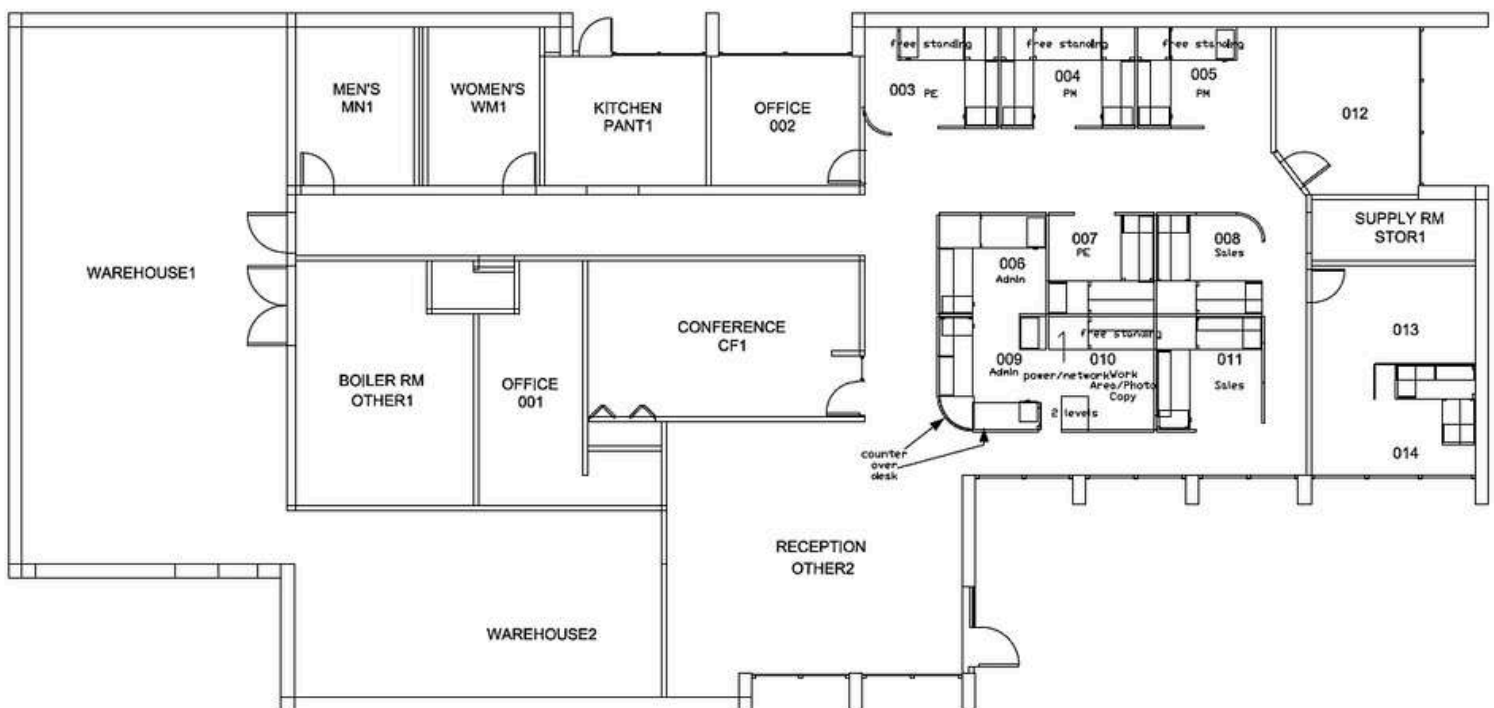 free standing
free standing
free standing
003 PE
004
PM
005
PM
MEN'S
MN1
WOMEN'S
WM1
KITCHEN
PANT1
OFFICE
002
012
SUPPLY RM
STOR1
WAREHOUSE1
006
Admin
007
PE
008
Sales
CONFERENCE
CF1
free standing
013
009
Admin
010
011
Sales
power/network
Work
Area/Photo
Copy
2 levels
BOILER RM
OTHER1
OFFICE
001
counter
over
desk
014
RECEPTION
OTHER2
WAREHOUSE2